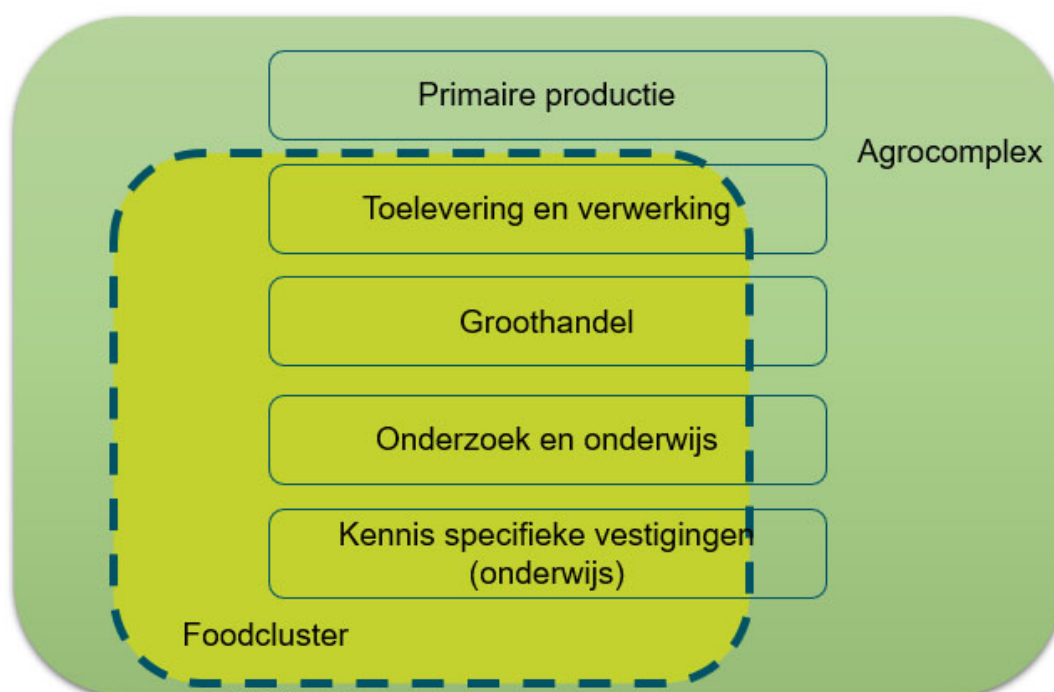 Primaire productie
Agrocomplex
Toelevering en verwerking
Groothandel
Onderzoek en onderwijs
Kennis specifieke vestigingen
(onderwijs)
Foodcluster